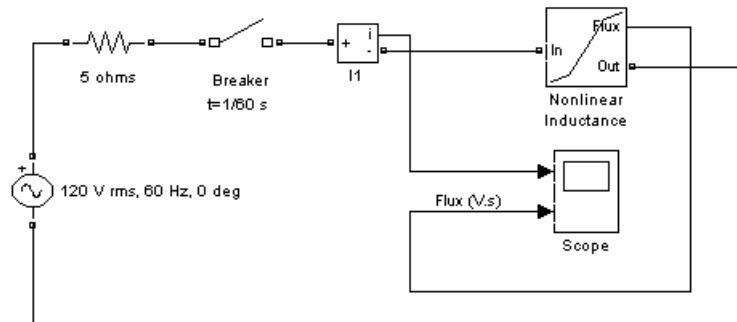 5 ohms
Breaker
t=1/60 s
+
i
-
I1
In
Flux
Out
Nonlinear
Inductance
+
120 V rms, 60 Hz, 0 deg
Flux (V.s)
Scope